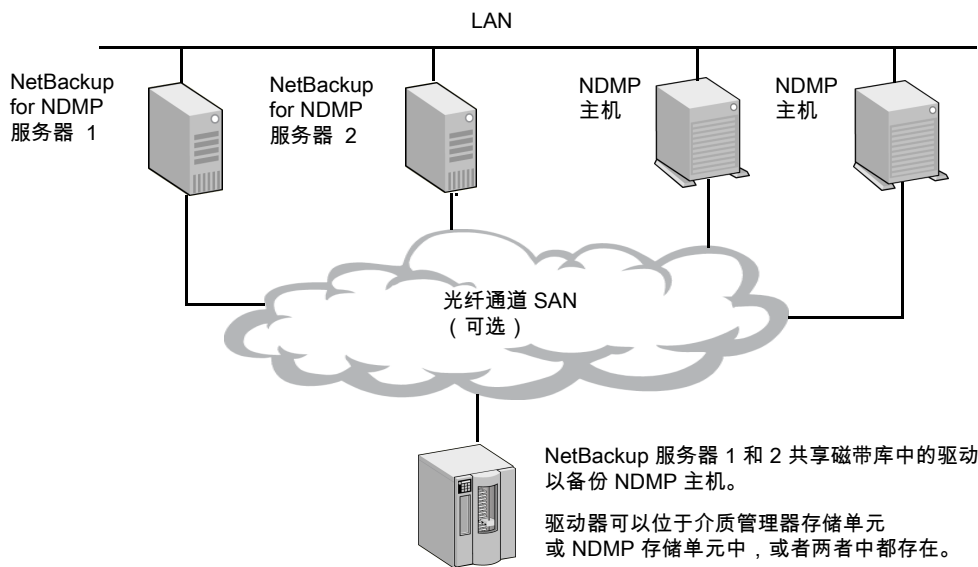 LAN
NetBackup
for NDMP
服务器 1
NetBackup
for NDMP
服务器 2
NDMP
主机
NDMP
主机
光纤通道 SAN
（可选）
NetBackup 服务器 1 和 2 共享磁带库中的驱动
以备份 NDMP 主机。
驱动器可以位于介质管理器存储单元
或 NDMP 存储单元中，或者两者中都存在。